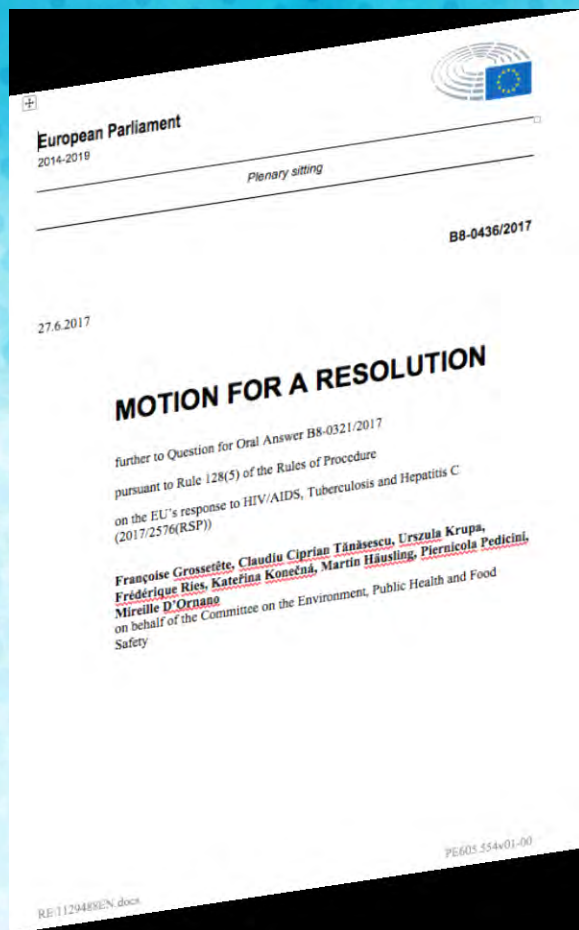 European Parliament
2014-2019
Plenary sitting
B8-0436/2017
27.6.2017
MOTION FOR A RESOLUTION
further to Question for Oral Answer B8-0321/2017
pursuant to Rule 128(5) of the Rules of Procedure
on the EU’s response to HIV/AIDS, Tuberculosis and Hepatitis C
(2017/2576(RSP))
Françoise Grossetête, Claudiu Ciprian Tănăsescu, Urszula Krupa,
Frédérique Ries, Kateřina Konečná, Martin Häusling, Piernicola Pedicini,
Mireille D’Ornano
on behalf of the Committee on the Environment, Public Health and Food
Safety
RE\1129488EN.docx
PE605.554v01-00